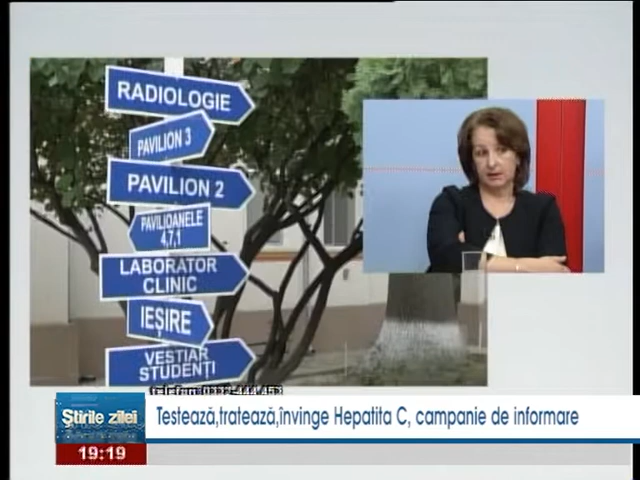 RADIOLOGIE
PAVILION 3
PAVILION 2
PAVILIOANELE
4,7,1
LABORATOR
CLINIC
IEȘIRE
VESTIAR
STUDENȚI
Știrile zilei
19:19
Testează,tratează,învinge Hepatita C, campanie de informare